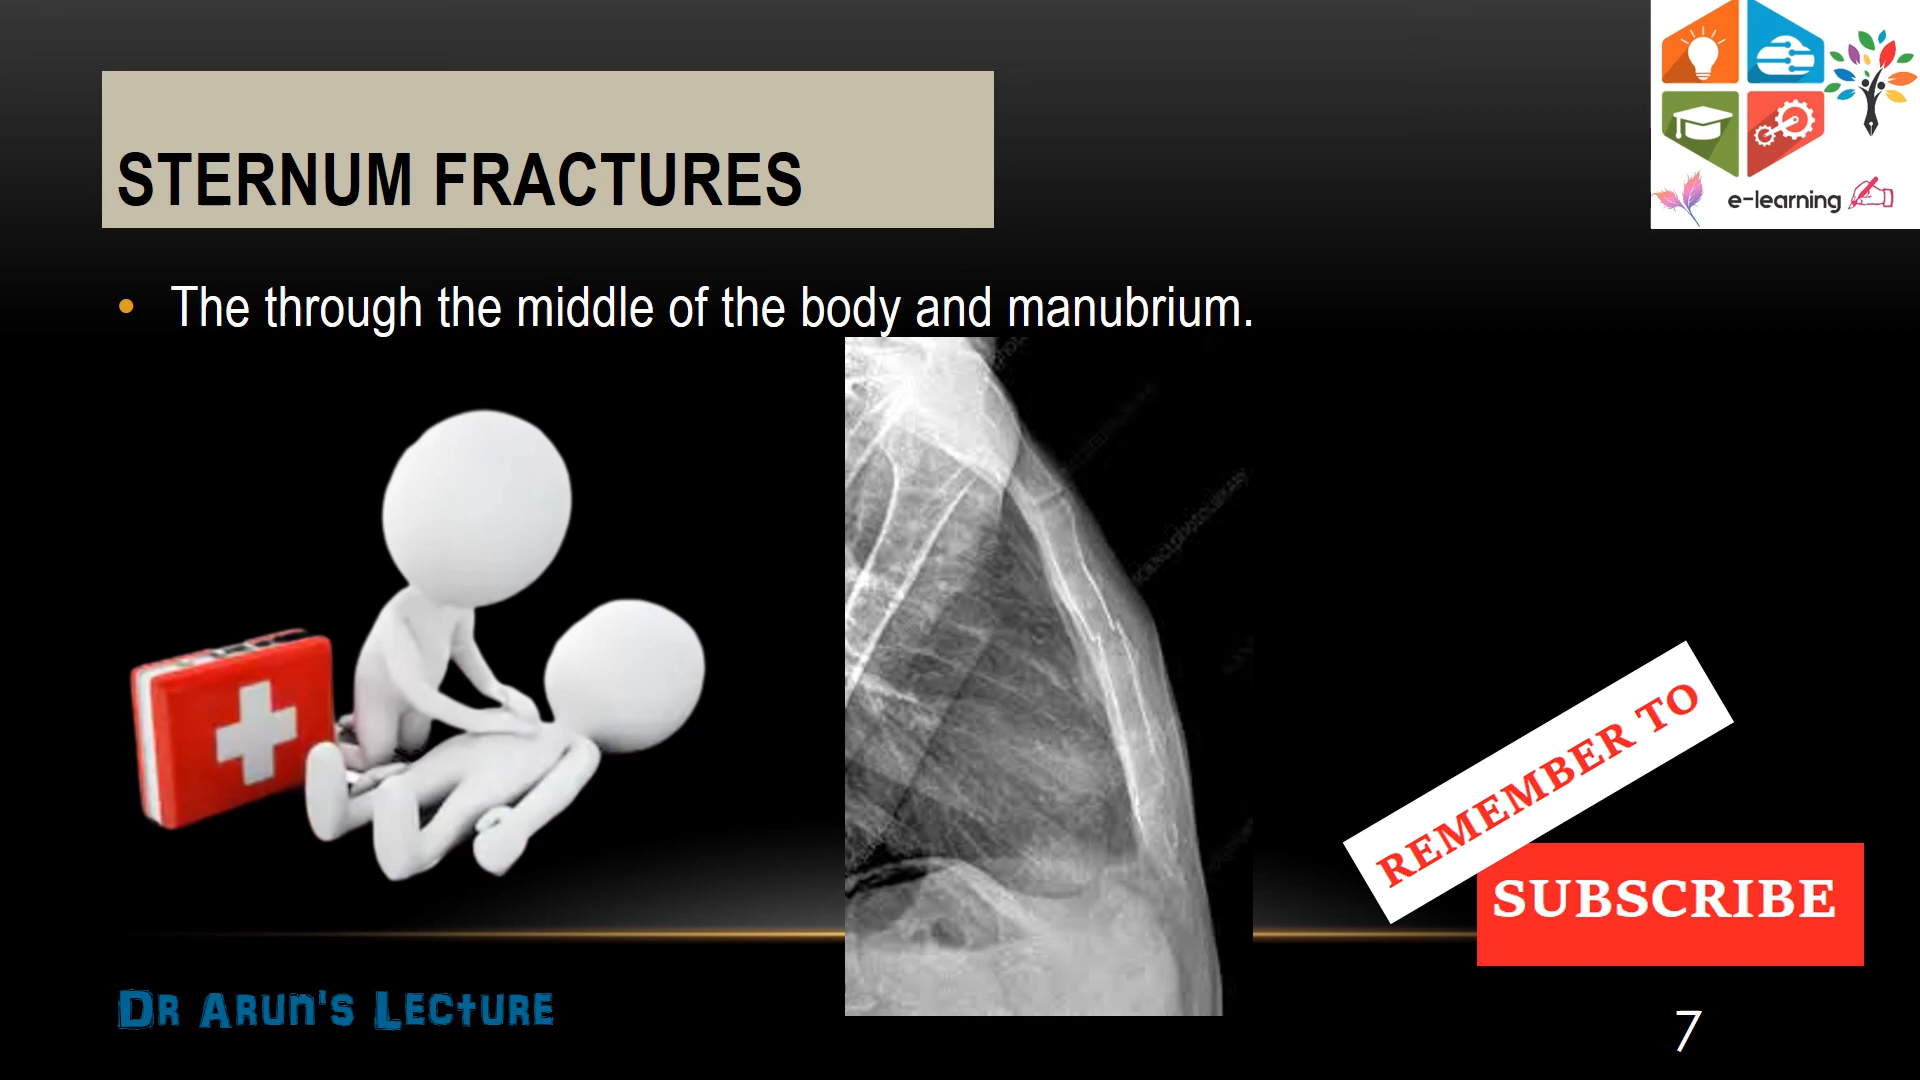 e-learning
STERNUM FRACTURES
• The through the middle of the body and manubrium.
REMEMBER TO
SUBSCRIBE
Dr Arun's Lecture
7